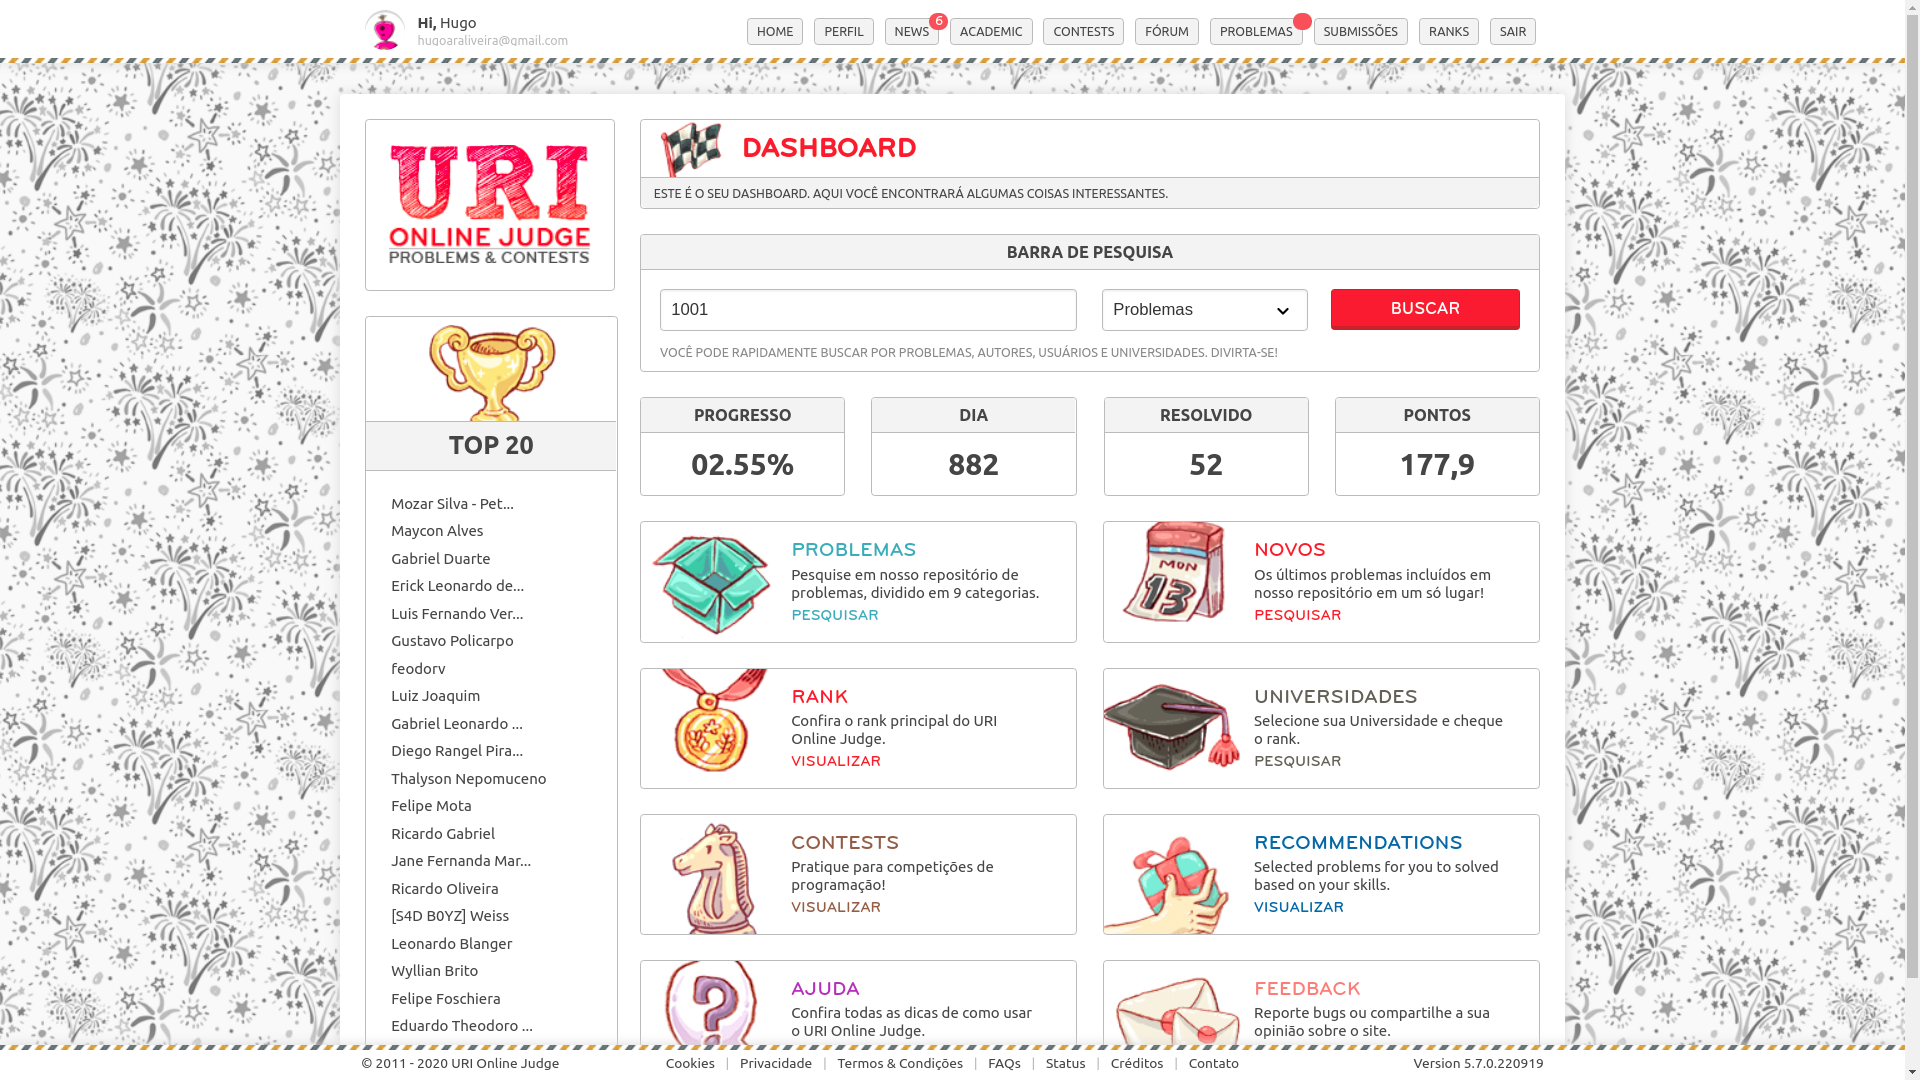 Hi, Hugo
hugoaraliveira@gmail.com
HOME
PERFIL
NEWS
6
ACADEMIC
CONTESTS
FÓRUM
PROBLEMAS
SUBMISSÕES
RANKS
SAIR
URI
ONLINE JUDGE
PROBLEMS & CONTESTS
TOP 20
Mozar Silva - Pet...
Maycon Alves
Gabriel Duarte
Erick Leonardo de...
Luis Fernando Ver...
Gustavo Policarpo
feodorv
Luiz Joaquim
Gabriel Leonardo ...
Diego Rangel Pira...
Thalyson Nepomuceno
Felipe Mota
Ricardo Gabriel
Jane Fernanda Mar...
Ricardo Oliveira
[S4D B0YZ] Weiss
Leonardo Blanger
Wyllian Brito
Felipe Foschiera
Eduardo Theodoro ...
DASHBOARD
ESTE É O SEU DASHBOARD. AQUI VOCÊ ENCONTRARÁ ALGUMAS COISAS INTERESSANTES.
BARRA DE PESQUISA
1001
Problemas
BUSCAR
VOCÊ PODE RAPIDAMENTE BUSCAR POR PROBLEMAS, AUTORES, USUÁRIOS E UNIVERSIDADES. DIVIRTA-SE!
PROGRESSO
02.55%
DIA
882
RESOLVIDO
52
PONTOS
177,9
PROBLEMAS
Pesquise em nosso repositório de
problemas, dividido em 9 categorias.
PESQUISAR
MON
13
NOVOS
Os últimos problemas incluídos em
nosso repositório em um só lugar!
PESQUISAR
RANK
Confira o rank principal do URI
Online Judge.
VISUALIZAR
UNIVERSIDADES
Selecione sua Universidade e cheque
o rank.
PESQUISAR
CONTESTS
Pratique para competições de
programação!
VISUALIZAR
RECOMMENDATIONS
Selected problems for you to solved
based on your skills.
VISUALIZAR
?
AJUDA
Confira todas as dicas de como usar
o URI Online Judge.
FEEDBACK
Reporte bugs ou compartilhe a sua
opinião sobre o site.
© 2011 - 2020 URI Online Judge
Cookies | Privacidade | Termos & Condições | FAQs | Status | Créditos | Contato
Version 5.7.0.220919